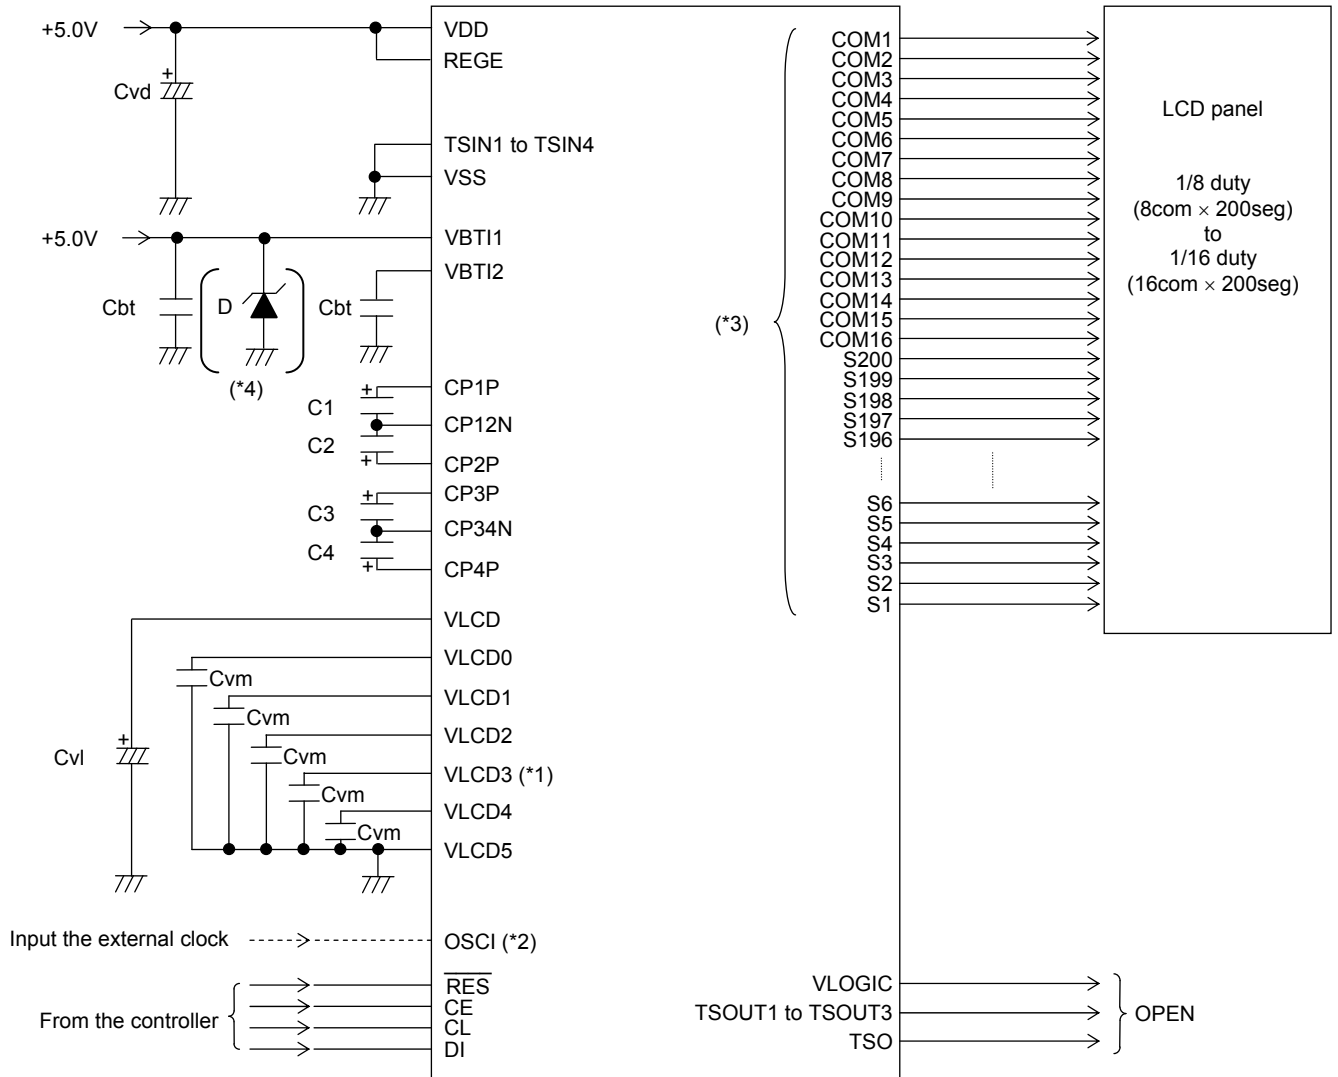 +5.0V
VDD
REGE
+
Cvd
TSIN1 to TSIN4
VSS
+5.0V
VBTI1
VBTI2
Cbt
D
Cbt
(*4)
CP1P
+
C1
CP12N
C2
+
CP2P
CP3P
+
C3
CP34N
C4
+
CP4P
VLCD
VLCD0
Cvm
VLCD1
Cvm
VLCD2
Cvm
VLCD3 (*1)
Cvm
VLCD4
Cvm
VLCD5
+
Cvl
Input the external clock
OSCI (*2)
From the controller
RES
CE
CL
DI
(*3)
COM1
COM2
COM3
COM4
COM5
COM6
COM7
COM8
COM9
COM10
COM11
COM12
COM13
COM14
COM15
COM16
S200
S199
S198
S197
S196
S6
S5
S4
S3
S2
S1
LCD panel
1/8 duty
(8com × 200seg)
to
1/16 duty
(16com × 200seg)
VLOGIC
TSOUT1 to TSOUT3
TSO
OPEN